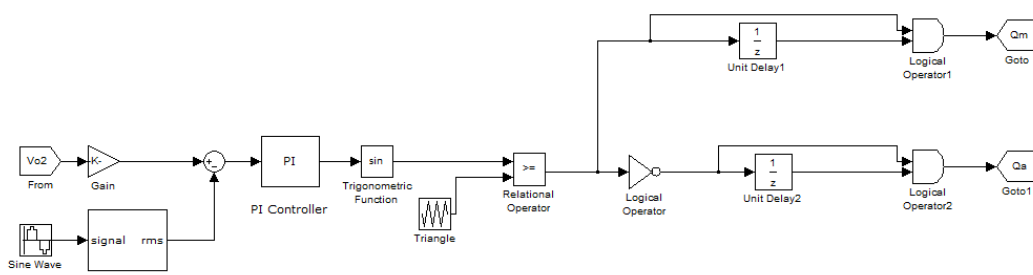 1
z
Unit Delay1
Logical
Operator1
Qm
Goto
Vo2
From
-K-
Gain
+
−
PI
PI Controller
sin
Trigonometric
Function
Triangle
>=
Relational
Operator
Logical
Operator
1
z
Unit Delay2
Logical
Operator2
Qa
Goto1
Sine Wave
signal rms